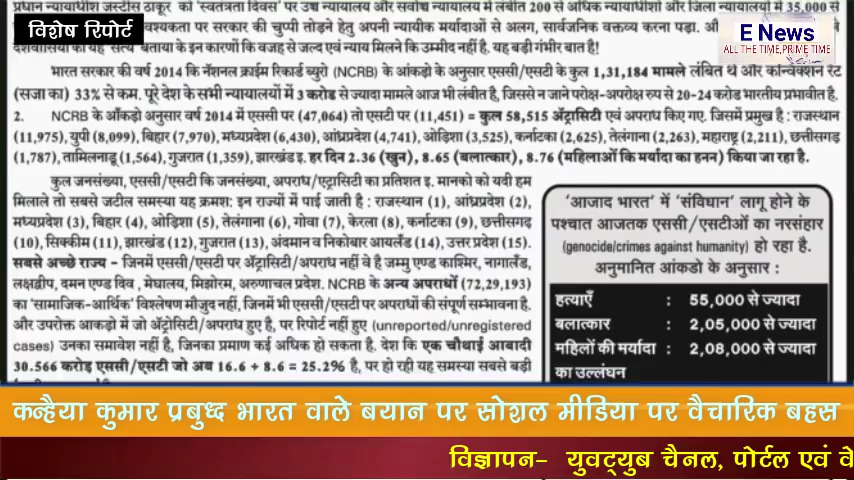 प्रधान न्यायाधीश जस्टीस ठाकूर को 'स्वतंत्रता दिवस' पर उच्च न्यायालय और सर्वोच्च न्यायालय में लंबीत 200 से अधिक न्यायाधीशों और जिला न्यायालयों में 35,000 से
वश्यकता पर सरकार की चुप्पी तोड़ने हेतु अपनी न्यायीक मर्यादाओं से अलग, सार्वजनिक वक्तव्य करना पड़ा.
विशेष रिपोर्ट
E News
ALL THE TIME,PRIME TIME
देशवासियों को यह 'सत्य' बताया के इन कारणों कि वजह से जल्द एवं न्याय मिलने कि उम्मीद नहीं है. यह बड़ी गंभीर बात है!
भारत सरकार की वर्ष 2014 कि नॅशनल क्राईम रिकार्ड ब्युरो (NCRB) के आंकड़ो के अनुसार एससी/एसटी के कुल 1,31,184 मामले लंबित थे और कॉन्वेक्शन रेट
(सजा का) 33% से कम. पूरे देश के सभी न्यायालयों में 3 करोड से ज्यादा मामले आज भी लंबीत है, जिससे न जाने परोक्ष-अपरोक्ष रुप से 20-24 करोड भारतीय प्रभावीत है.
2. NCRB के आँकड़ो अनुसार वर्ष 2014 में एससी पर (47,064) तो एसटी पर (11,451) = कुल 58,515 अ‍ॅट्रासिटी एवं अपराध किए गए. जिसमें प्रमुख है : राजस्थान
(11,975), युपी (8,099), बिहार (7,970), मध्यप्रदेश (6,430), आंध्रप्रदेश (4,741), ओड़िशा (3,525), कर्नाटका (2,625), तेलंगाना (2,263), महाराष्ट्र (2,211), छत्तीसगढ़
(1,787), तामिलनाडू (1,564), गुजरात (1,359), झारखंड इ. हर दिन 2.36 (खुन), 8.65 (बलात्कार), 8.76 (महिलाओं कि मर्यादा का हनन) किया जा रहा है.
कुल जनसंख्या, एससी/एसटी कि जनसंख्या, अपराध/एट्रासिटी का प्रतिशत इ. मानको को यदी हम
मिलाले तो सबसे जटील समस्या यह क्रमश: इन राज्यों में पाई जाती है : राजस्थान (1), आंध्रप्रदेश (2),
मध्यप्रदेश (3), बिहार (4), ओड़िशा (5), तेलंगाना (6), गोवा (7), केरला (8), कर्नाटका (9), छत्तीसगढ़
(10), सिक्कीम (11), झारखंड (12), गुजरात (13), अंदमान व निकोबार आयलँड (14), उत्तर प्रदेश (15).
सबसे अच्छे राज्य – जिनमें एससी/एसटी पर अ‍ॅट्रासिटी/अपराध नहीं वे है जम्मु एण्ड काश्मिर, नागालँड,
लक्षद्वीप, दमन एण्ड दिव , मेघालय, मिझोरम, अरुणाचल प्रदेश. NCRB के अन्य अपराधों (72,29,193)
का 'सामाजिक-आर्थिक' विश्लेषण मौजुद नहीं, जिनमें भी एससी/एसटी पर अपराधों की संपूर्ण सम्भावना है.
और उपरोक्त आकड़ो में जो अ‍ॅट्रोसिटी/अपराध हुए है, पर रिपोर्ट नहीं हुए (unreported/unregistered
cases) उनका समावेश नहीं है, जिनका प्रमाण कई अधिक हो सकता है. देश कि एक चौथाई आबादी
30.566 करोड़ एससी/एसटी जो अब 16.6 + 8.6 = 25.2% है, पर हो रही यह समस्या सबसे बड़ी
'आजाद भारत' में 'संविधान' लागू होने के
पश्चात आजतक एससी/एसटीओं का नरसंहार
(genocide/crimes against humanity) हो रहा है.
अनुमानित आंकडो के अनुसार :
हत्याएँ : 55,000 से ज्यादा
बलात्कार : 2,05,000 से ज्यादा
महिलों की मर्यादा : 2,08,000 से ज्यादा
का उल्लंघन
कन्हैया कुमार प्रबुध्द भारत वाले बयान पर सोशल मीडिया पर वैचारिक बहस
विज्ञापन– युवट्युब चैनल, पोर्टल एवं वे